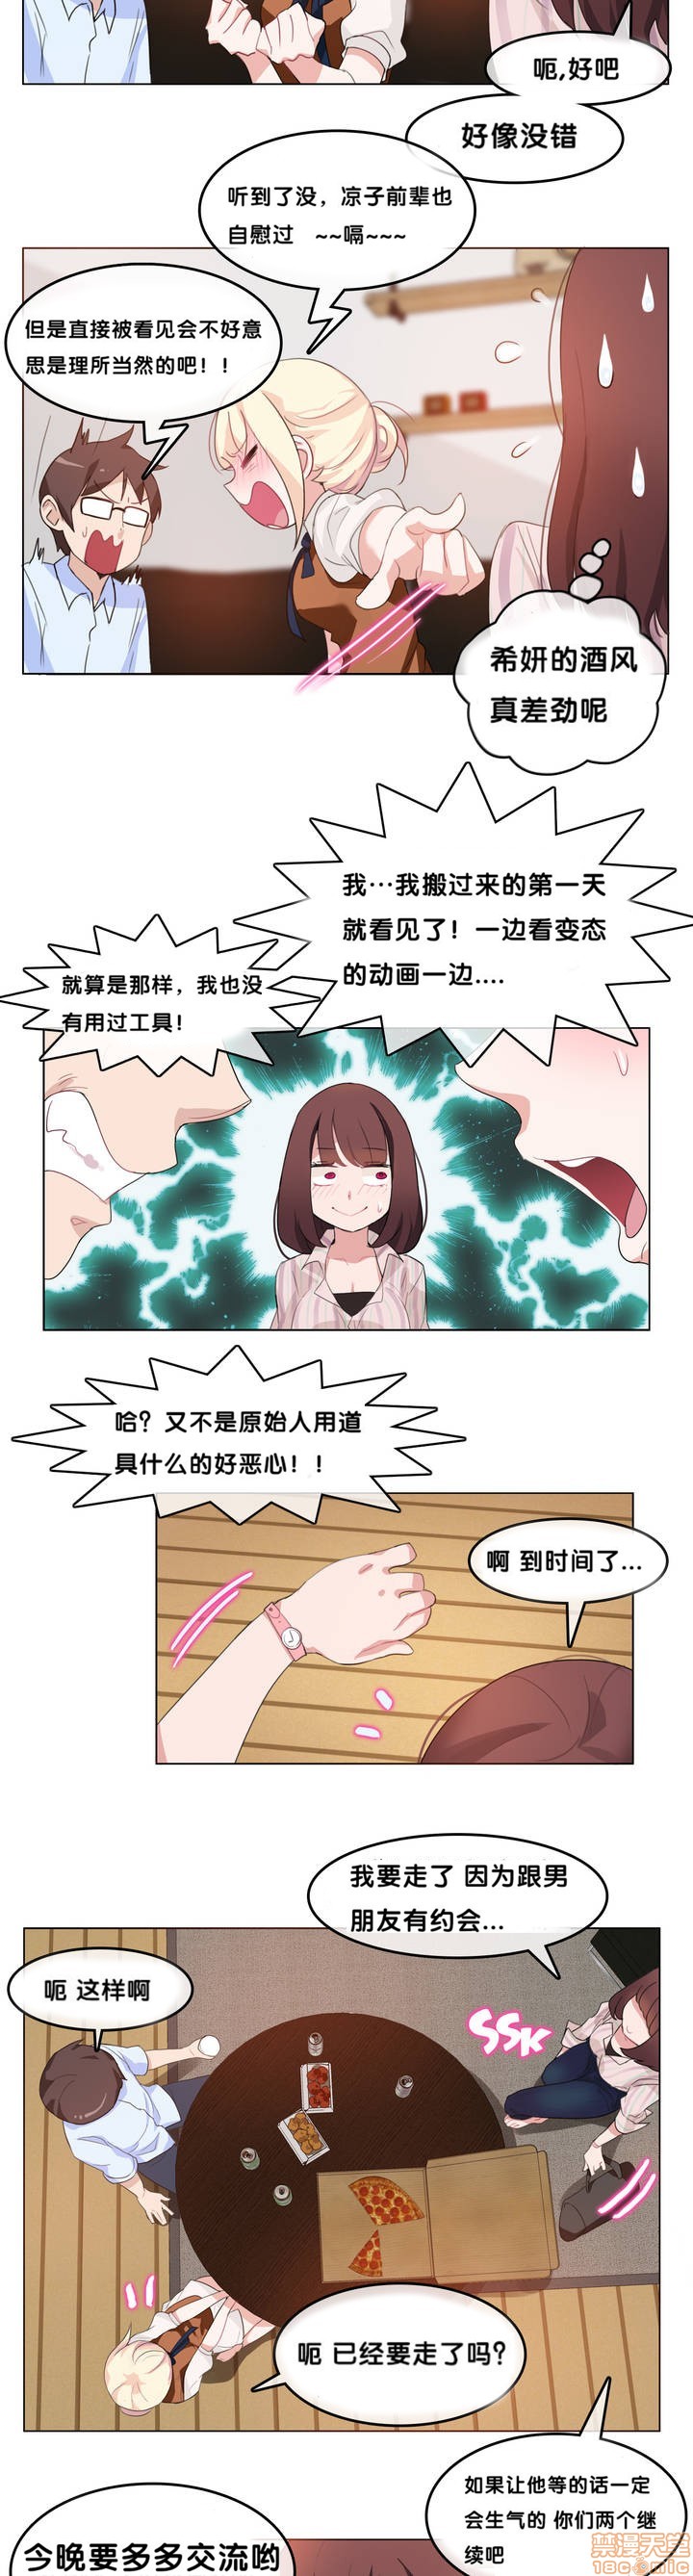 呃,好吧
好像没错
听到了没，凉子前辈也
自慰过　~~嗝~~~
但是直接被看见会不好意
思是理所当然的吧！!
希妍的酒风
真差劲呢
我…我搬过来的第一天
就看见了！一边看变态
的动画一边....
就算是那样，我也没
有用过工具!
哈？又不是原始人用道
具什么的好恶心！!
啊 到时间了...
我要走了 因为跟男
朋友有约会...
呃 这样啊
SSK
呃 已经要走了吗?
如果让他等的话一定
会生气的 你们两个继
续吧
今晚要多多交流哟
禁漫天堂
18COMIC